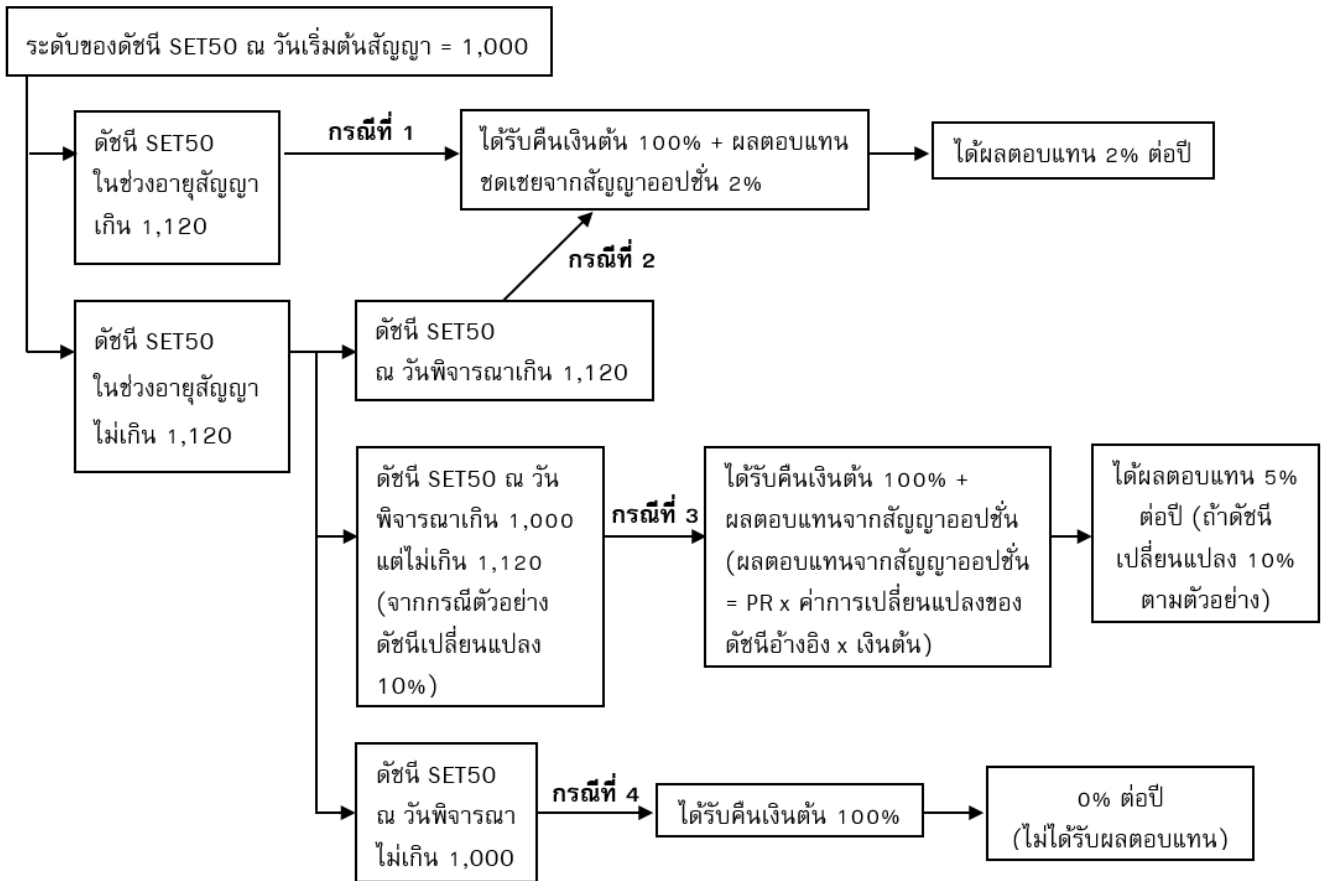 ระดับของดัชนี SET50 ณ วันเริ่มต้นสัญญา = 1,000
ดัชนี SET50
ในช่วงอายุสัญญา
เกิน 1,120
กรณีที่ 1
ได้รับคืนเงินต้น 100% + ผลตอบแทน
ชดเชยจากสัญญาออปชั่น 2%
ได้ผลตอบแทน 2% ต่อปี
กรณีที่ 2
ดัชนี SET50
ในช่วงอายุสัญญา
ไม่เกิน 1,120
ดัชนี SET50
ณ วันพิจารณาเกิน 1,120
ดัชนี SET50 ณ วัน
พิจารณาเกิน 1,000
แต่ไม่เกิน 1,120
(จากกรณีตัวอย่าง
ดัชนีเปลี่ยนแปลง
10%)
กรณีที่ 3
ได้รับคืนเงินต้น 100% +
ผลตอบแทนจากสัญญาออปชั่น
(ผลตอบแทนจากสัญญาออปชั่น
= PR x ค่าการเปลี่ยนแปลงของ
ดัชนีอ้างอิง x เงินต้น)
ได้ผลตอบแทน 5%
ต่อปี (ถ้าดัชนี
เปลี่ยนแปลง 10%
ตามตัวอย่าง)
ดัชนี SET50
ณ วันพิจารณา
ไม่เกิน 1,000
กรณีที่ 4
ได้รับคืนเงินต้น 100%
0% ต่อปี
(ไม่ได้รับผลตอบแทน)